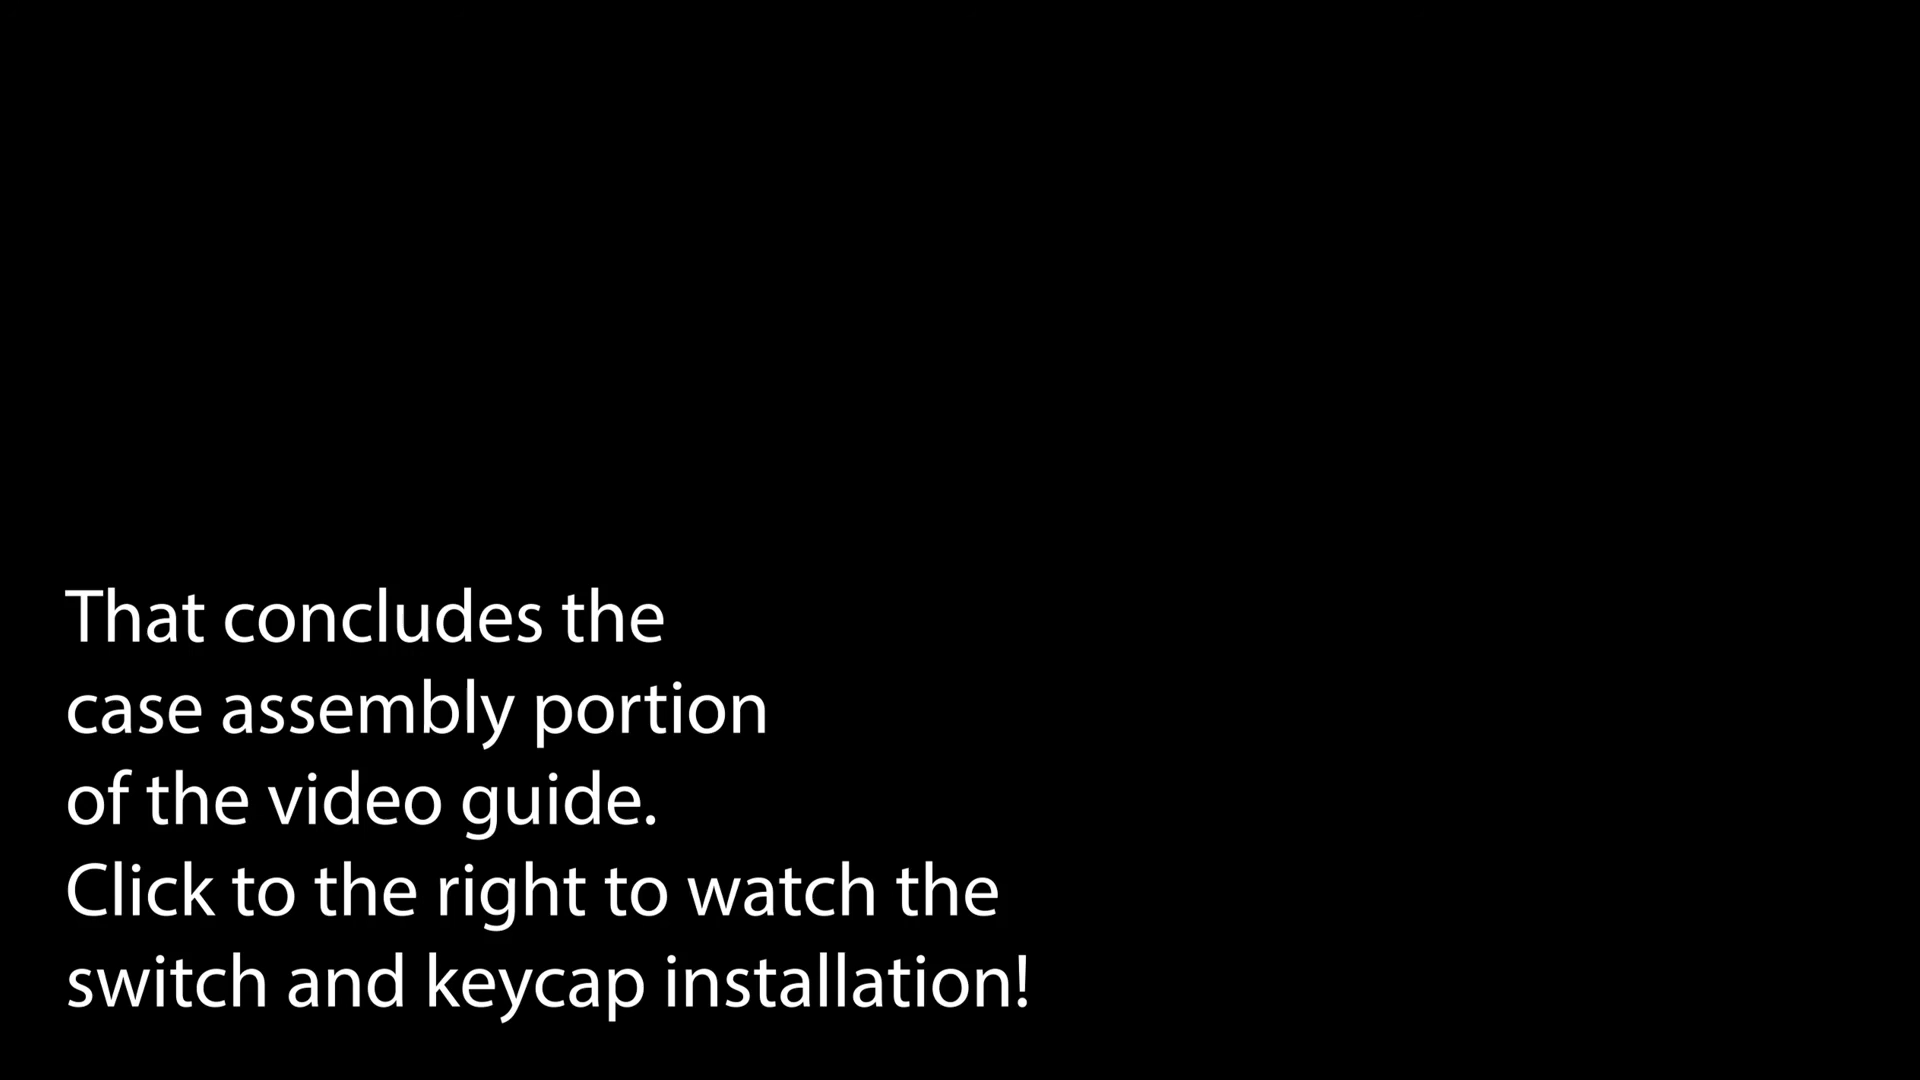 That concludes the
case assembly portion
of the video guide.
Click to the right to watch the
switch and keycap installation!